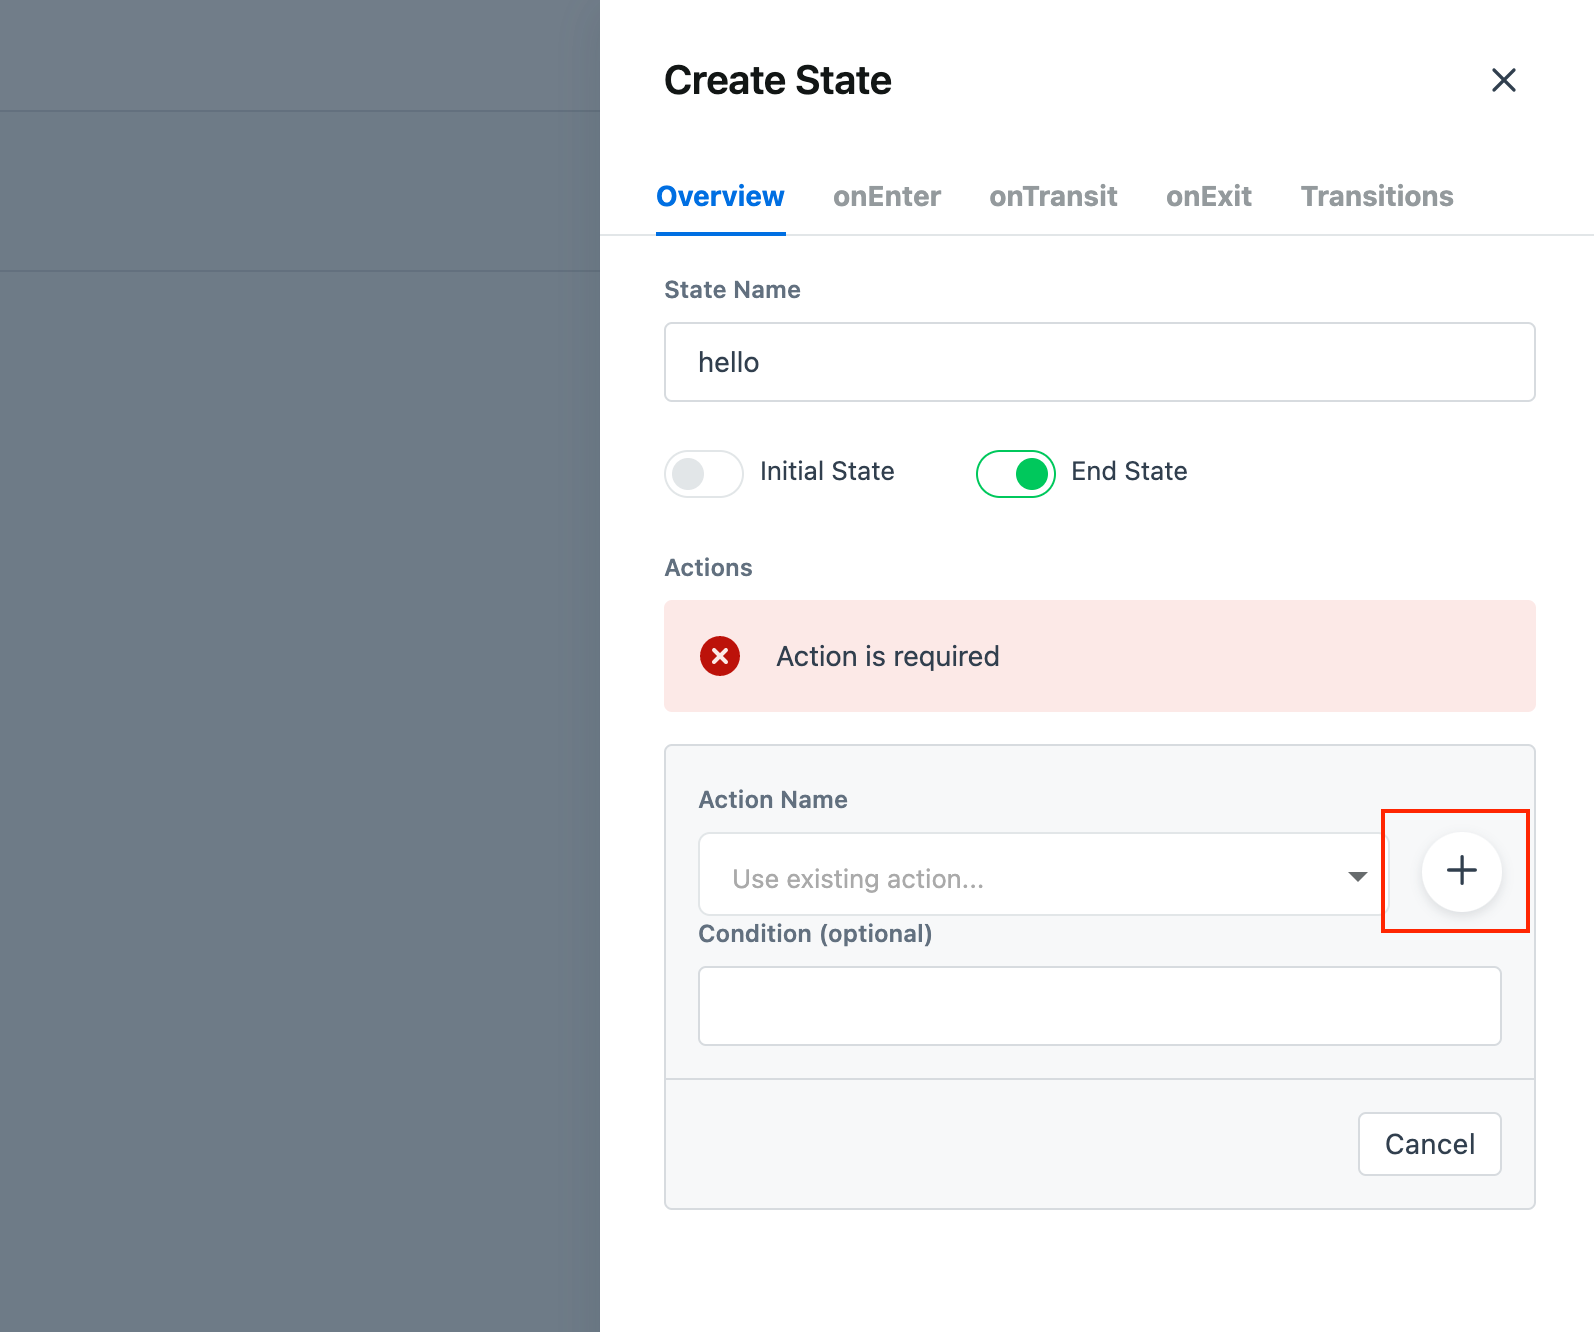 Create State
Overview onEnter onTransit onExit Transitions
State Name
hello
Initial State End State
Actions
Action is required
Action Name
Use existing action...
Condition (optional)
Cancel